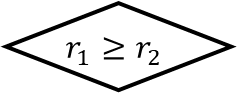 r₁ ≥ r₂